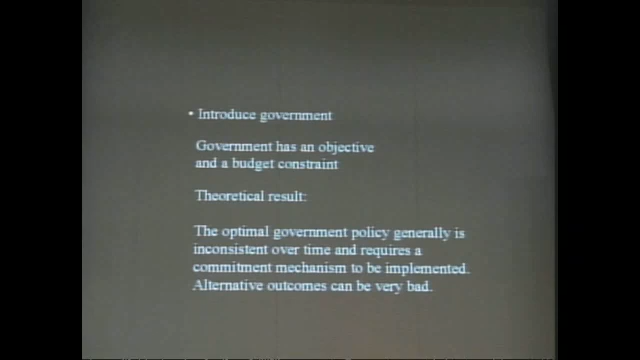 • Introduce government
Government has an objective
and a budget constraint
Theoretical result:
The optimal government policy generally is
inconsistent over time and requires a
commitment mechanism to be implemented.
Alternative outcomes can be very bad.